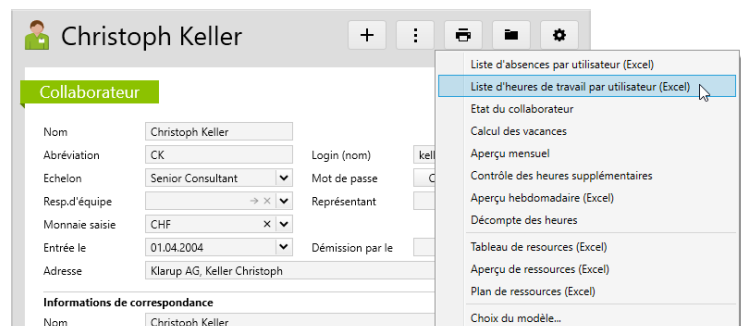 Christoph Keller
Collaborateur
Nom Christoph Keller
Abréviation CK Login (nom) kell
Echelon Senior Consultant Mot de passe C
Resp.d'équipe Représentant
Monnaie saisie CHF
Entrée le 01.04.2004 Démission par le
Adresse Klarup AG, Keller Christoph
Informations de correspondance
Nom Christoph Keller
Liste d'absences par utilisateur (Excel)
Liste d'heures de travail par utilisateur (Excel)
Etat du collaborateur
Calcul des vacances
Aperçu mensuel
Contrôle des heures supplémentaires
Aperçu hebdomadaire (Excel)
Décompte des heures
Tableau de resources (Excel)
Aperçu de ressources (Excel)
Plan de ressources (Excel)
Choix du modèle...